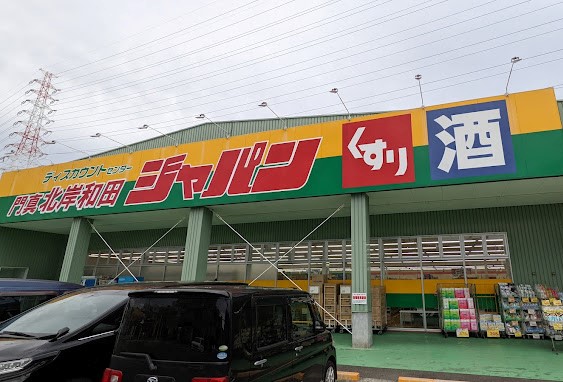 ディスカウントセンター
門真・北岸和田
ジャパン
くすり
酒